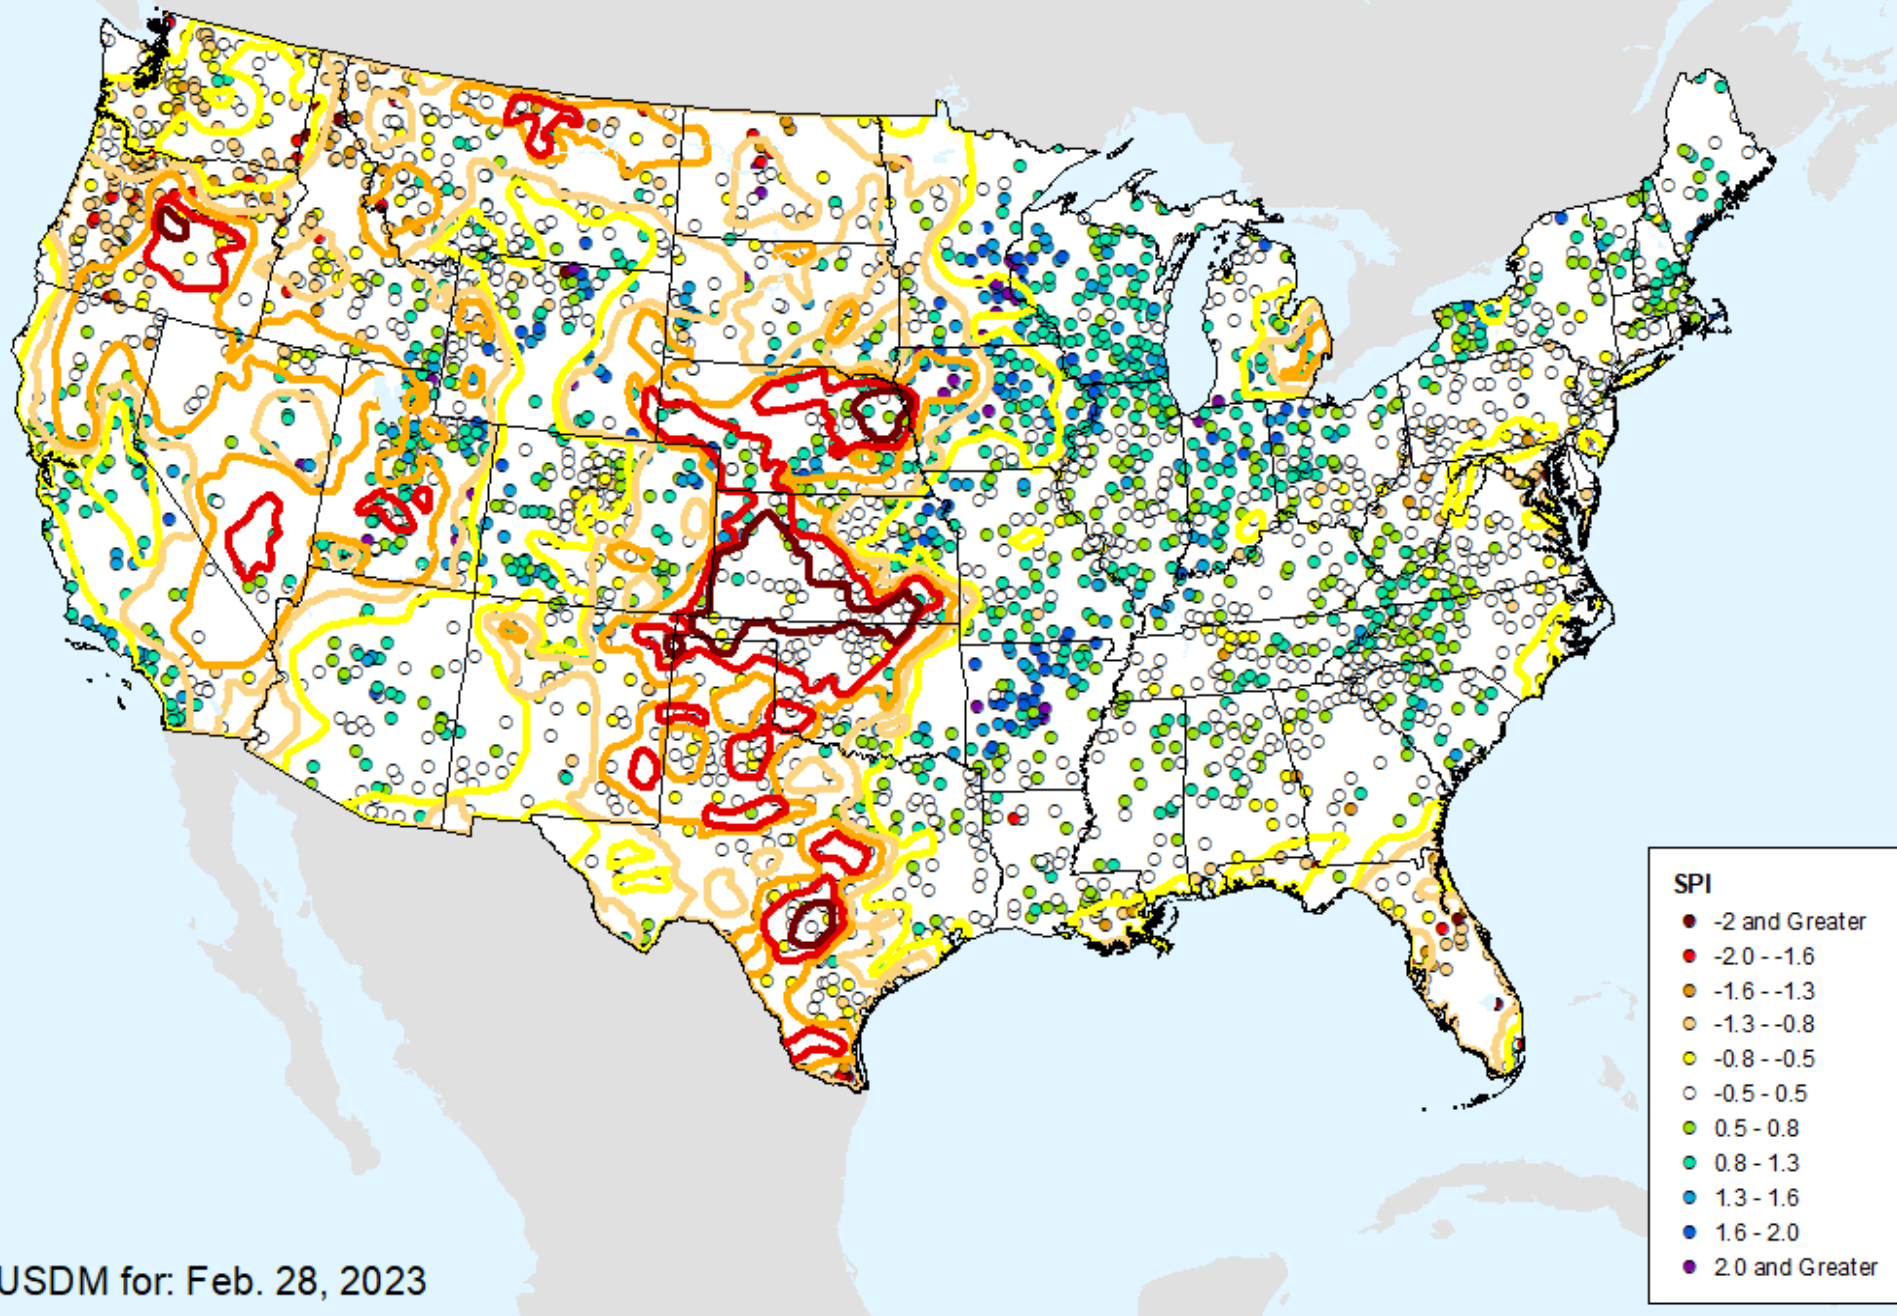 SPI
-2 and Greater
-2.0 - -1.6
-1.6 - -1.3
-1.3 - -0.8
-0.8 - -0.5
-0.5 - 0.5
0.5 - 0.8
0.8 - 1.3
1.3 - 1.6
1.6 - 2.0
2.0 and Greater
USDM for: Feb. 28, 2023